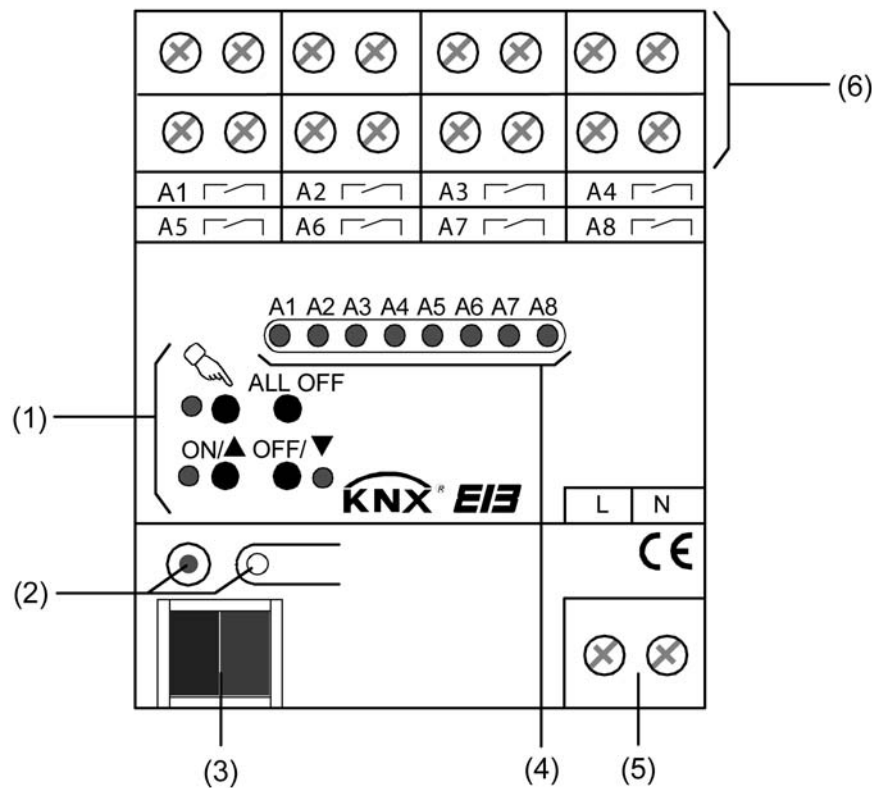 (6)
A1 A2 A3 A4
A5 A6 A7 A8
A1 A2 A3 A4 A5 A6 A7 A8
ALL OFF
(1)
ON/▲ OFF/ ▼
KNX® EIB
L N
CE
(2)
(3)
(4)
(5)